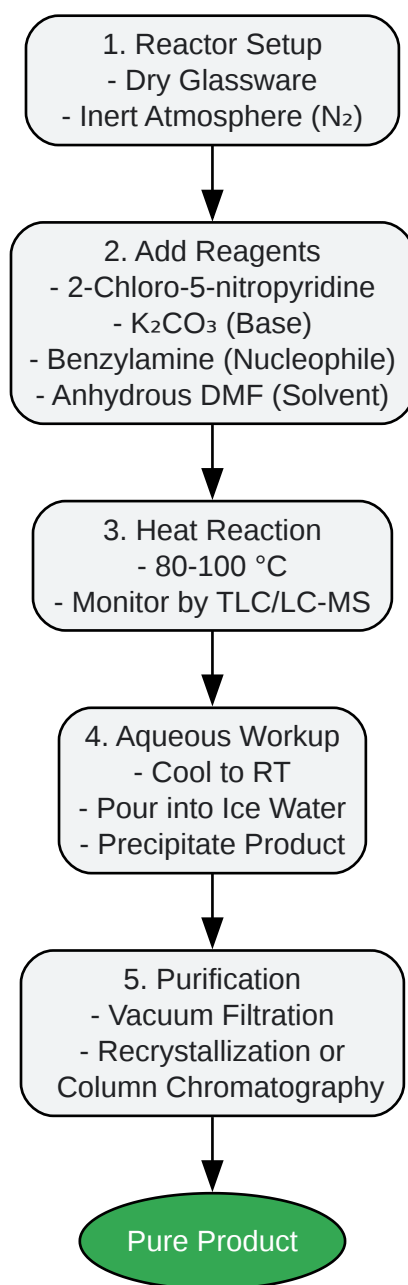 1. Reactor Setup
- Dry Glassware
- Inert Atmosphere (N₂)
2. Add Reagents
- 2-Chloro-5-nitropyridine
- K₂CO₃ (Base)
- Benzylamine (Nucleophile)
- Anhydrous DMF (Solvent)
3. Heat Reaction
- 80-100 °C
- Monitor by TLC/LC-MS
4. Aqueous Workup
- Cool to RT
- Pour into Ice Water
- Precipitate Product
5. Purification
- Vacuum Filtration
- Recrystallization or
Column Chromatography
Pure Product